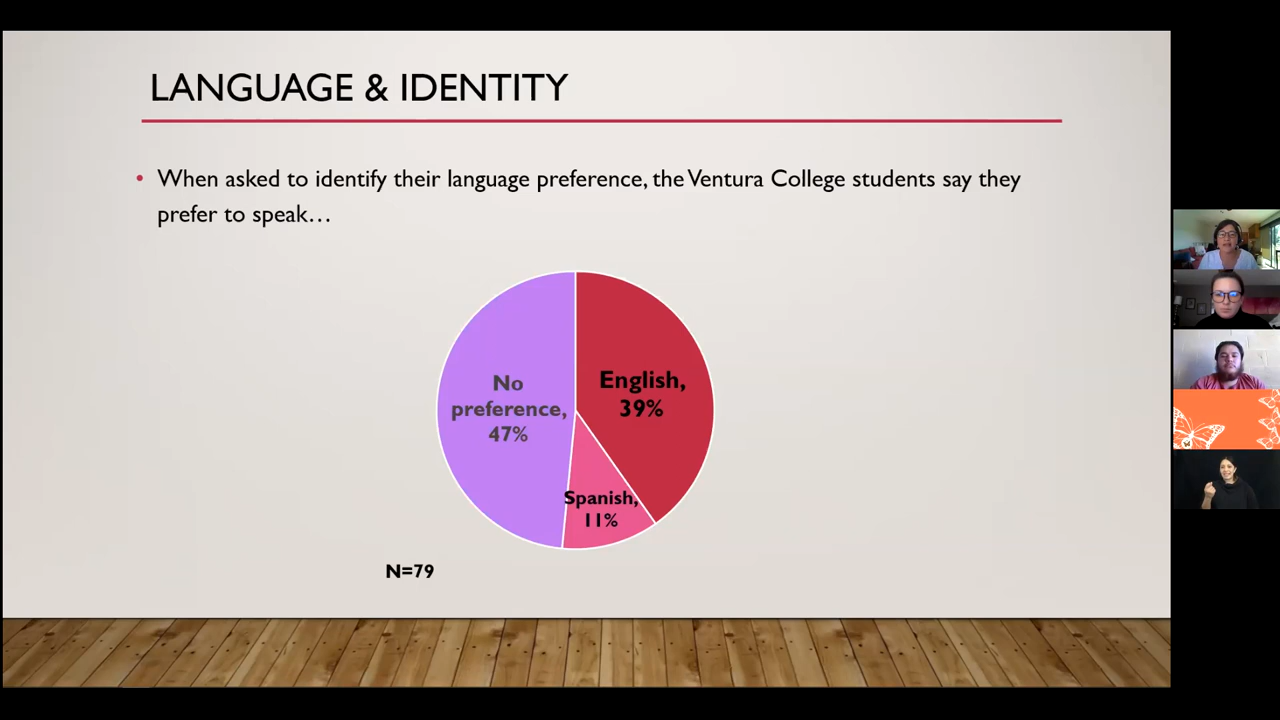 LANGUAGE & IDENTITY
• When asked to identify their language preference, the Ventura College students say they
prefer to speak…
No
preference,
47%
English,
39%
Spanish,
11%
N=79